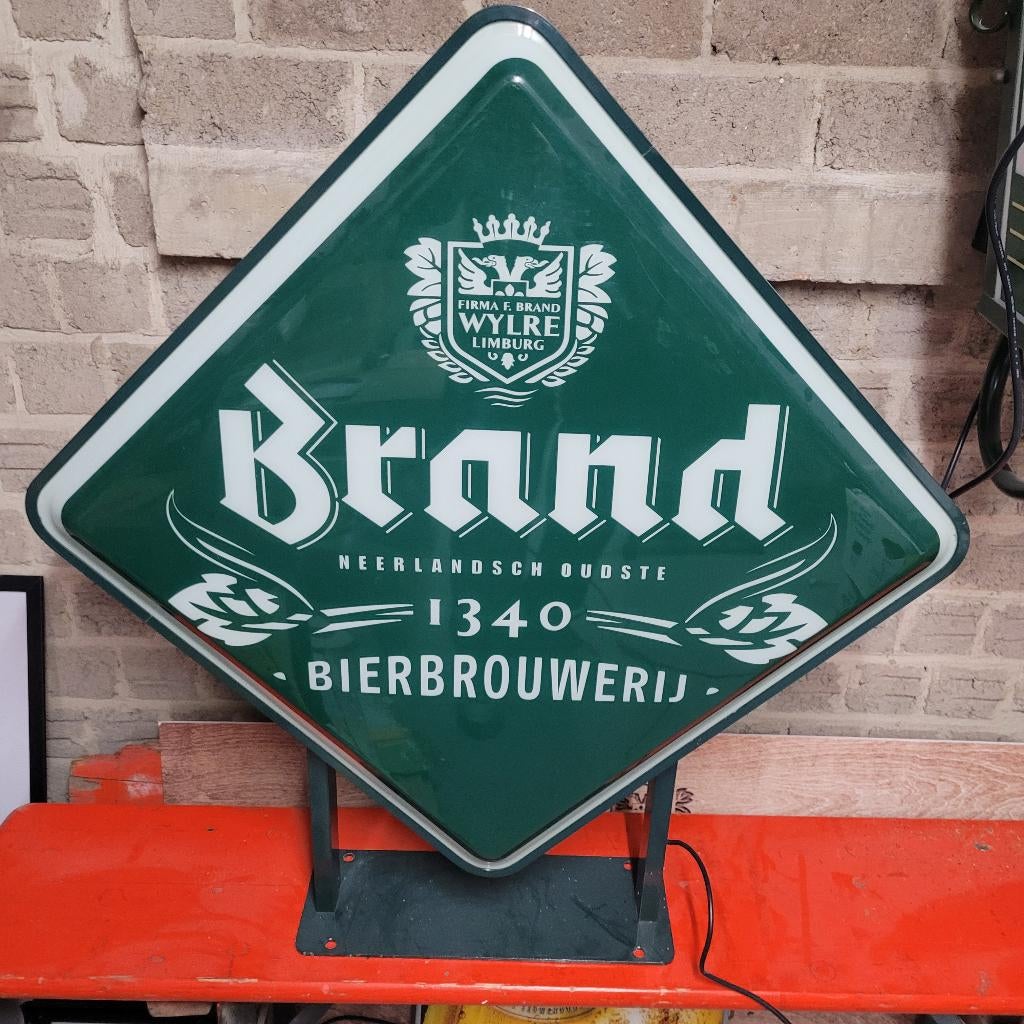 FIRMA F. BRAND
WYLRE
LIMBURG
Brand
NEERLANDSCH OUDSTE
1340
· BIERBROUWERIJ ·